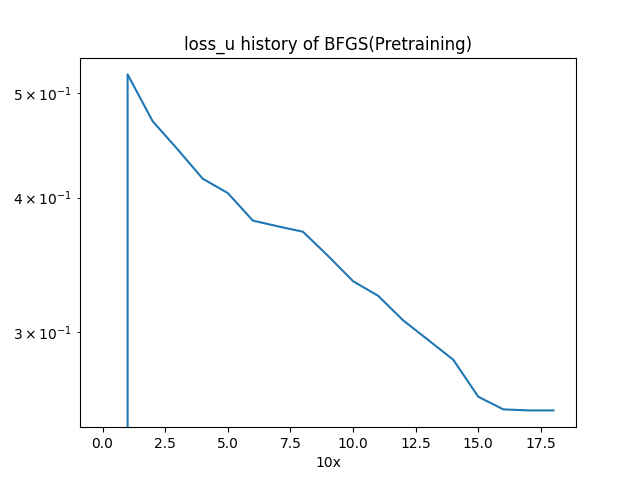 loss_u history of BFGS(Pretraining)
5 × 10⁻¹
4 × 10⁻¹
3 × 10⁻¹
0.0 2.5 5.0 7.5 10.0 12.5 15.0 17.5
10x